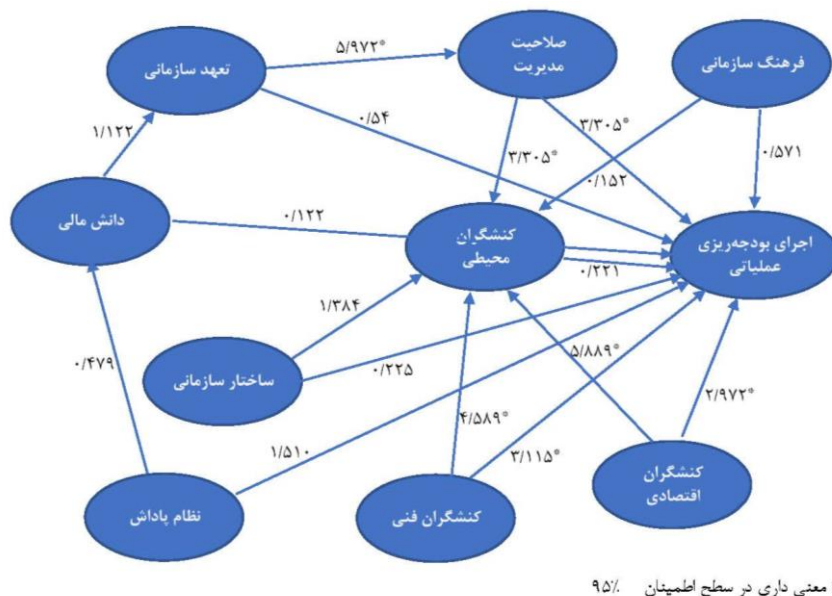 فرهنگ سازمانی
صلاحیت
مدیریت
تعهد سازمانی
۵/۹۷۲*
۰/۵۴
۳/۳۰۵*
۳/۳۰۵*
۰/۱۵۲
۰/۵۷۱
۱/۱۲۲
دانش مالی
۰/۱۲۲
کنشگران
محیطی
اجرای بودجه‌ریزی
عملیاتی
۰/۲۲۱
۱/۳۸۴
۰/۴۷۹
ساختار سازمانی
۰/۲۲۵
۵/۸۸۹*
۲/۹۷۲*
۱/۵۱۰
۴/۵۸۹*
۳/۱۱۵*
کنشگران
اقتصادی
کنشگران فنی
نظام پاداش
معنی داری در سطح اطمینان ۹۵٪